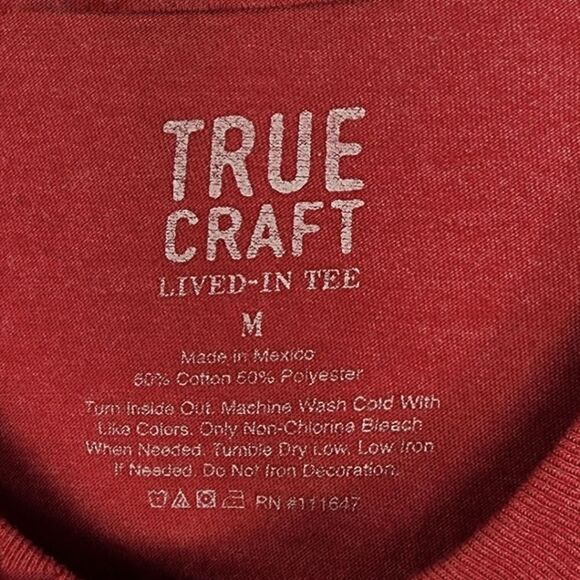 TRUE
CRAFT
LIVED-IN TEE
M
Made in Mexico
50% Cotton 50% Polyester
Turn Inside Out. Machine Wash Cold With
Like Colors. Only Non-Chlorine Bleach
When Needed. Tumble Dry Low. Low Iron
If Needed. Do Not Iron Decoration.
RN #111647